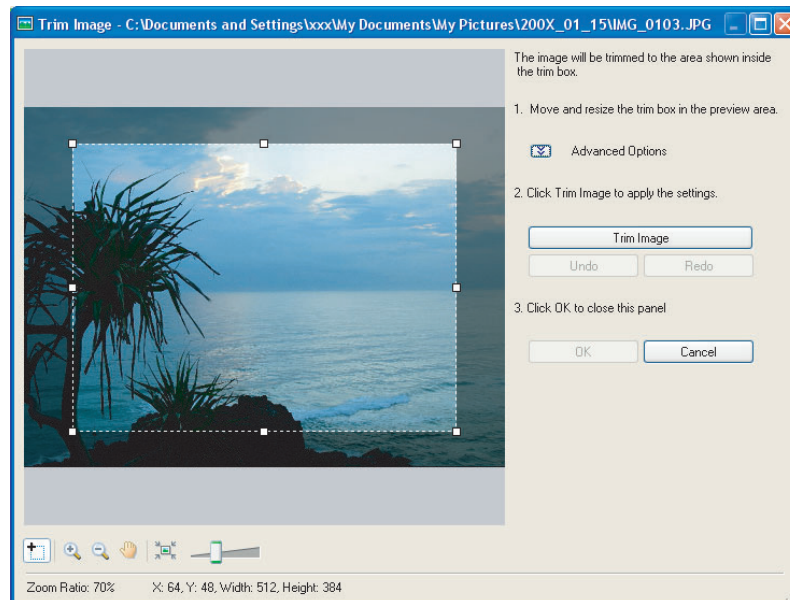 Trim Image - C:\Documents and Settings\xxx\My Documents\My Pictures\200X_01_15\IMG_0103.JPG
The image will be trimmed to the area shown inside
the trim box.
1. Move and resize the trim box in the preview area.
Advanced Options
2. Click Trim Image to apply the settings.
Trim Image
Undo Redo
3. Click OK to close this panel
OK Cancel
Zoom Ratio: 70% X: 64, Y: 48, Width: 512, Height: 384